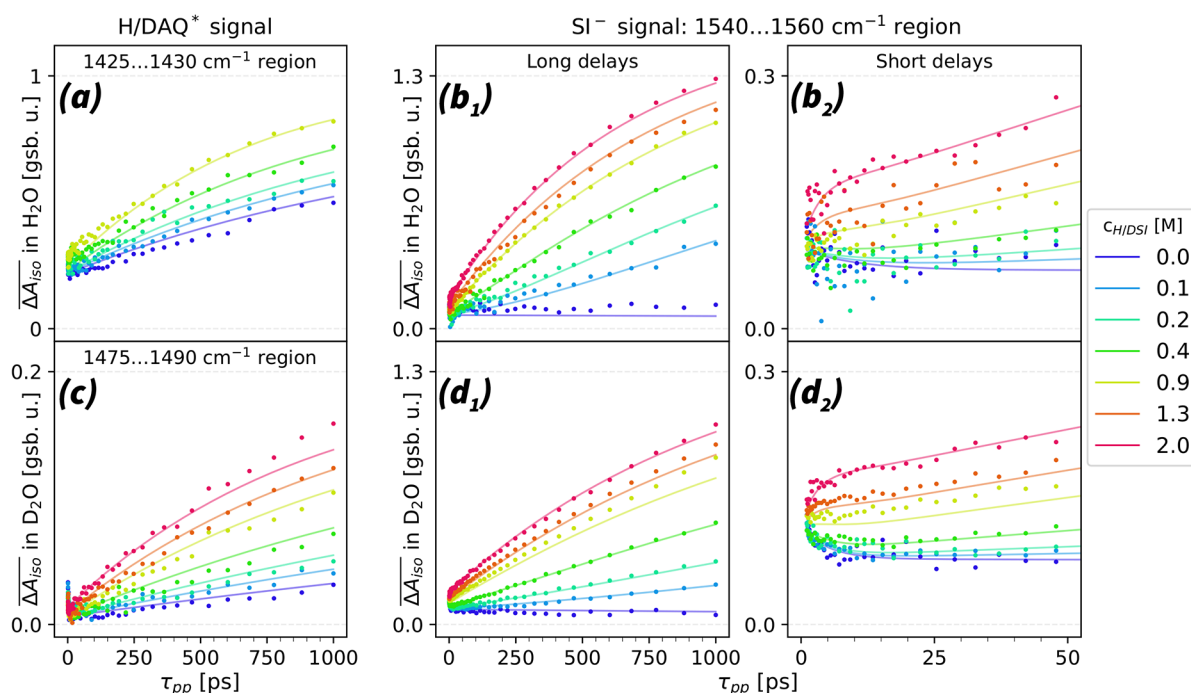 H/DAQ* signal
SI⁻ signal: 1540...1560 cm⁻¹ region
1425...1430 cm⁻¹ region
Long delays
Short delays
(a)
(b₁)
(b₂)
1
0
ΔA_iso in H₂O [gsb. u.]
1.3
0.0
ΔA_iso in H₂O [gsb. u.]
0.3
0.0
1475...1490 cm⁻¹ region
(c)
(d₁)
(d₂)
0.2
0.0
ΔA_iso in D₂O [gsb. u.]
1.3
0.0
ΔA_iso in D₂O [gsb. u.]
0.3
0.0
0 250 500 750 1000
0 250 500 750 1000
0 25 50
τ_pp [ps]
τ_pp [ps]
c_H/DSI [M]
0.0
0.1
0.2
0.4
0.9
1.3
2.0